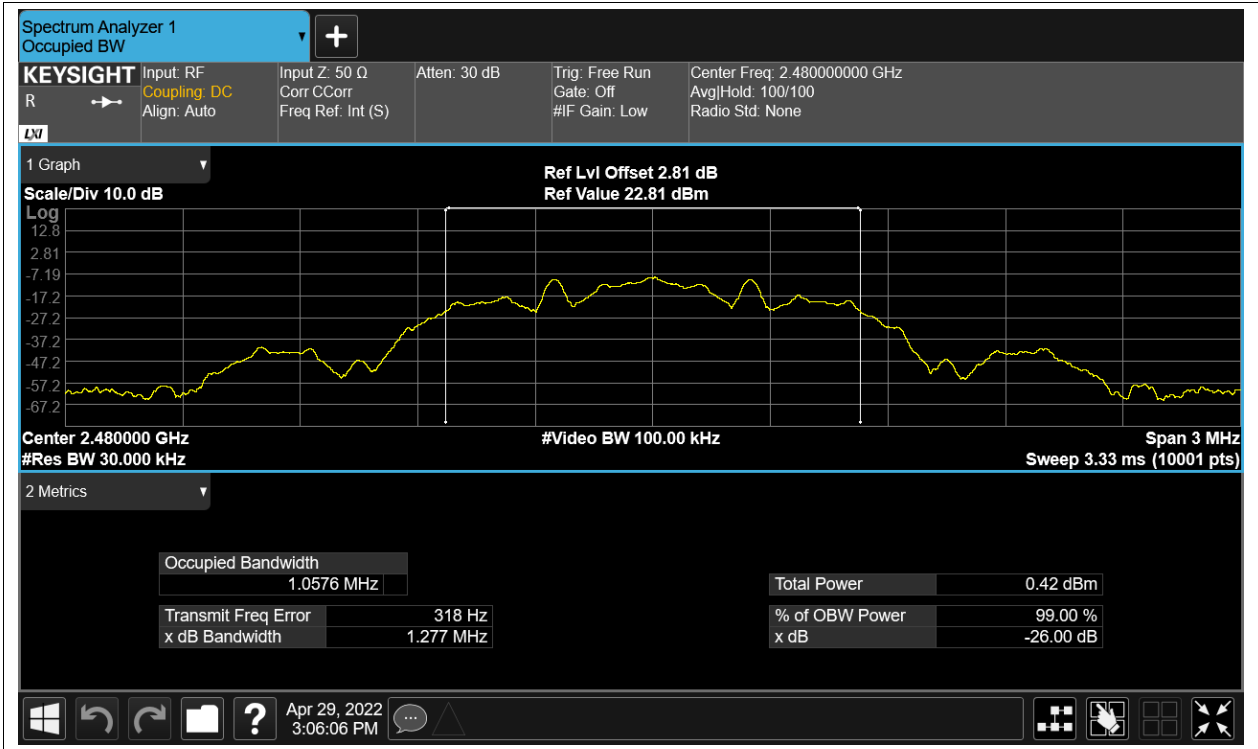 Spectrum Analyzer 1
Occupied BW
KEYSIGHT
R
LXI
Input: RF
Coupling: DC
Align: Auto
Input Z: 50 Ω
Corr CCorr
Freq Ref: Int (S)
Atten: 30 dB
Trig: Free Run
Gate: Off
#IF Gain: Low
Center Freq: 2.480000000 GHz
Avg|Hold: 100/100
Radio Std: None
1 Graph
Scale/Div 10.0 dB
Ref Lvl Offset 2.81 dB
Ref Value 22.81 dBm
Log
12.8
2.81
-7.19
-17.2
-27.2
-37.2
-47.2
-57.2
-67.2
Center 2.480000 GHz
#Video BW 100.00 kHz
Span 3 MHz
#Res BW 30.000 kHz
Sweep 3.33 ms (10001 pts)
2 Metrics
Occupied Bandwidth
1.0576 MHz
Total Power 0.42 dBm
Transmit Freq Error 318 Hz
% of OBW Power 99.00 %
x dB Bandwidth 1.277 MHz
x dB -26.00 dB
?
Apr 29, 2022
3:06:06 PM